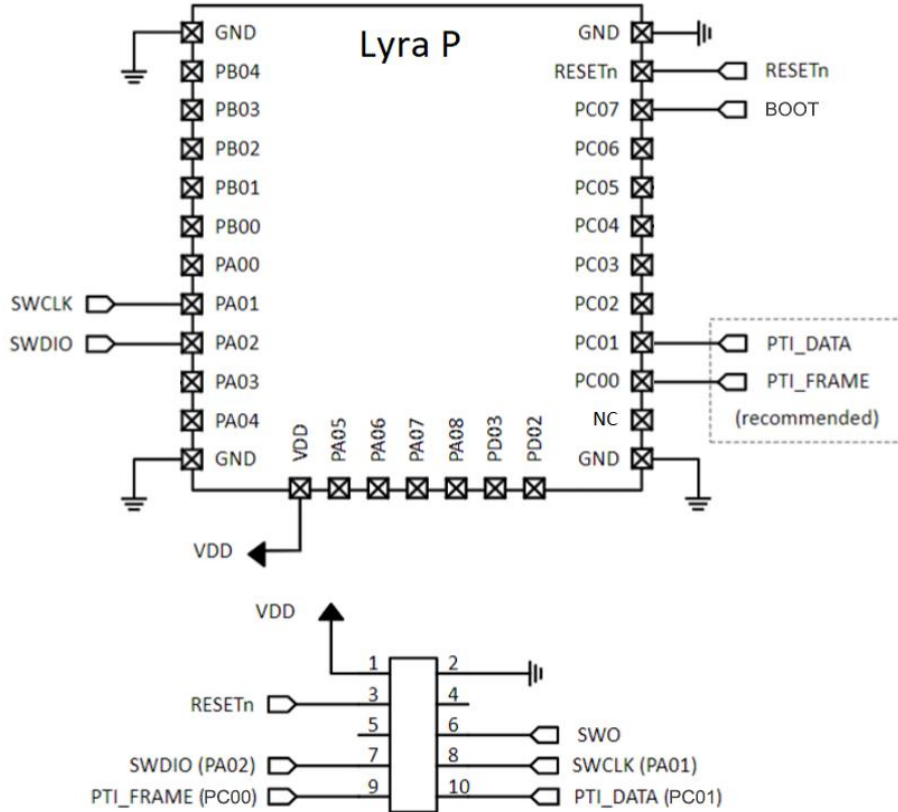 Lyra P
GND GND
PB04 RESETn RESETn
PB03 PC07 BOOT
PB02 PC06
PB01 PC05
PB00 PC04
PA00 PC03
SWCLK PA01 PC02
SWDIO PA02 PC01 PTI_DATA
PA03 PC00 PTI_FRAME
PA04 NC (recommended)
GND VDD PA05 PA06 PA07 PA08 PD03 PD02 GND
VDD
VDD
1 2
RESETn 3 4
5 6 SWO
SWDIO (PA02) 7 8 SWCLK (PA01)
PTI_FRAME (PC00) 9 10 PTI_DATA (PC01)